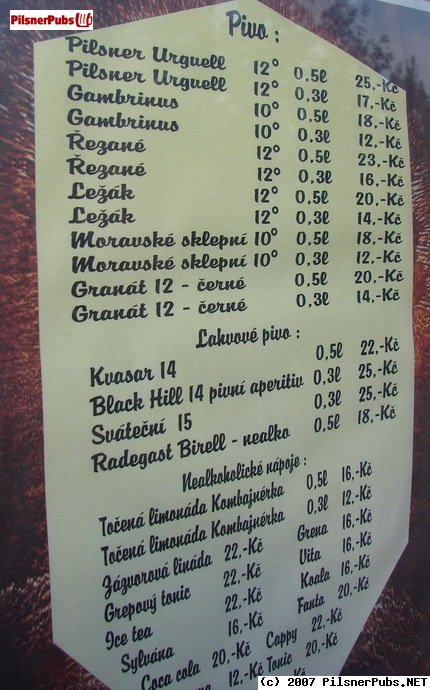 PilsnerPubs
Pivo :
Pilsner Urguell 12° 0,5l 25,-Kč
Pilsner Urguell 12° 0,3l 17,-Kč
Gambrinus 10° 0,5l 18,-Kč
Gambrinus 10° 0,3l 12,-Kč
Řezané 12° 0,5l 23,-Kč
Řezané 12° 0,3l 16,-Kč
Ležák 12° 0,5l 20,-Kč
Ležák 12° 0,3l 14,-Kč
Moravské sklepní 10° 0,5l 18,-Kč
Moravské sklepní 10° 0,3l 12,-Kč
Granát 12 - černé 0,5l 20,-Kč
Granát 12 - černé 0,3l 14,-Kč
Lahvové pivo :
Kvasar 14 0,5l 22,-Kč
Black Hill 14 pivní aperitiv 0,3l 25,-Kč
Sváteční 15 0,3l 25,-Kč
Radegast Birell - nealko 0,5l 18,-Kč
Nealkoholické nápoje :
Točená limonáda Kombajnérka 0,5l 16,-Kč
Točená limonáda Kombajnérka 0,3l 12,-Kč
Zázvorová lináda 22,-Kč Grena 16,-Kč
Grepový tonic 22,-Kč Vita 16,-Kč
Ice tea 22,-Kč Koala 16,-Kč
Sylvána 16,-Kč Fanta 20,-Kč
Coca cola 20,-Kč Cappy 22,-Kč
12,-Kč Tonic 20,-Kč
(c) 2007 PilsnerPubs.NET